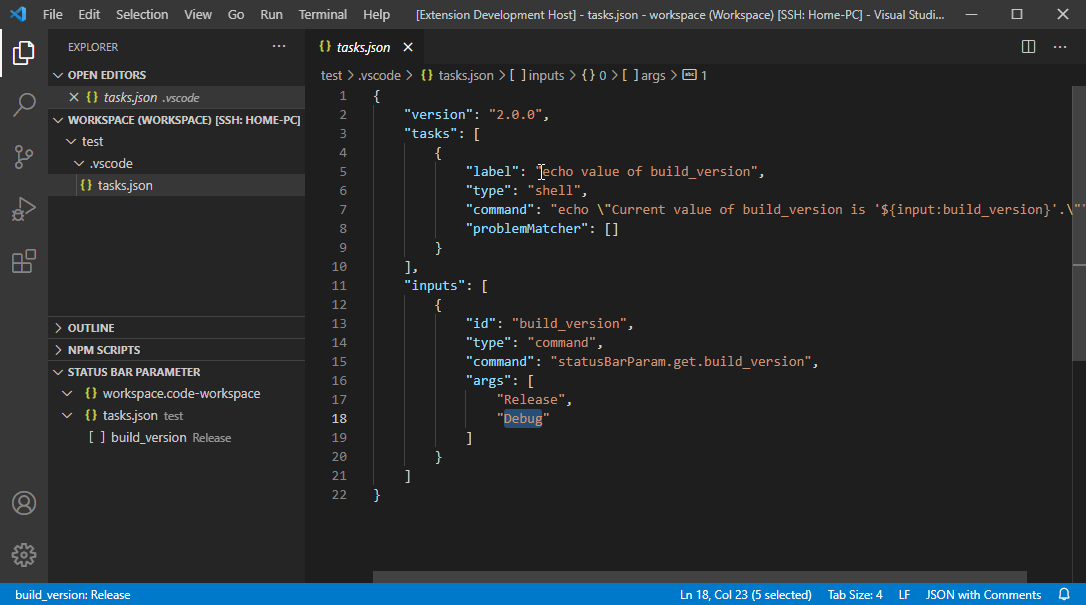 File Edit Selection View Go Run Terminal Help [Extension Development Host] - tasks.json - workspace (Workspace) [SSH: Home-PC] - Visual Studi...
EXPLORER ...
OPEN EDITORS
{} tasks.json .vscode
WORKSPACE (WORKSPACE) [SSH: HOME-PC]
test
.vscode
{} tasks.json
OUTLINE
NPM SCRIPTS
STATUS BAR PARAMETER
{} workspace.code-workspace
{} tasks.json test
[ ] build_version Release
{} tasks.json
test > .vscode > {} tasks.json > [ ] inputs > {} 0 > [ ] args > abc 1
1 {
2 "version": "2.0.0",
3 "tasks": [
4 {
5 "label": "echo value of build_version",
6 "type": "shell",
7 "command": "echo \"Current value of build_version is '${input:build_version}'.\""
8 "problemMatcher": []
9 }
10 ],
11 "inputs": [
12 {
13 "id": "build_version",
14 "type": "command",
15 "command": "statusBarParam.get.build_version",
16 "args": [
17 "Release",
18 "Debug"
19 ]
20 }
21 ]
22 }
build_version: Release
Ln 18, Col 23 (5 selected) Tab Size: 4 LF JSON with Comments